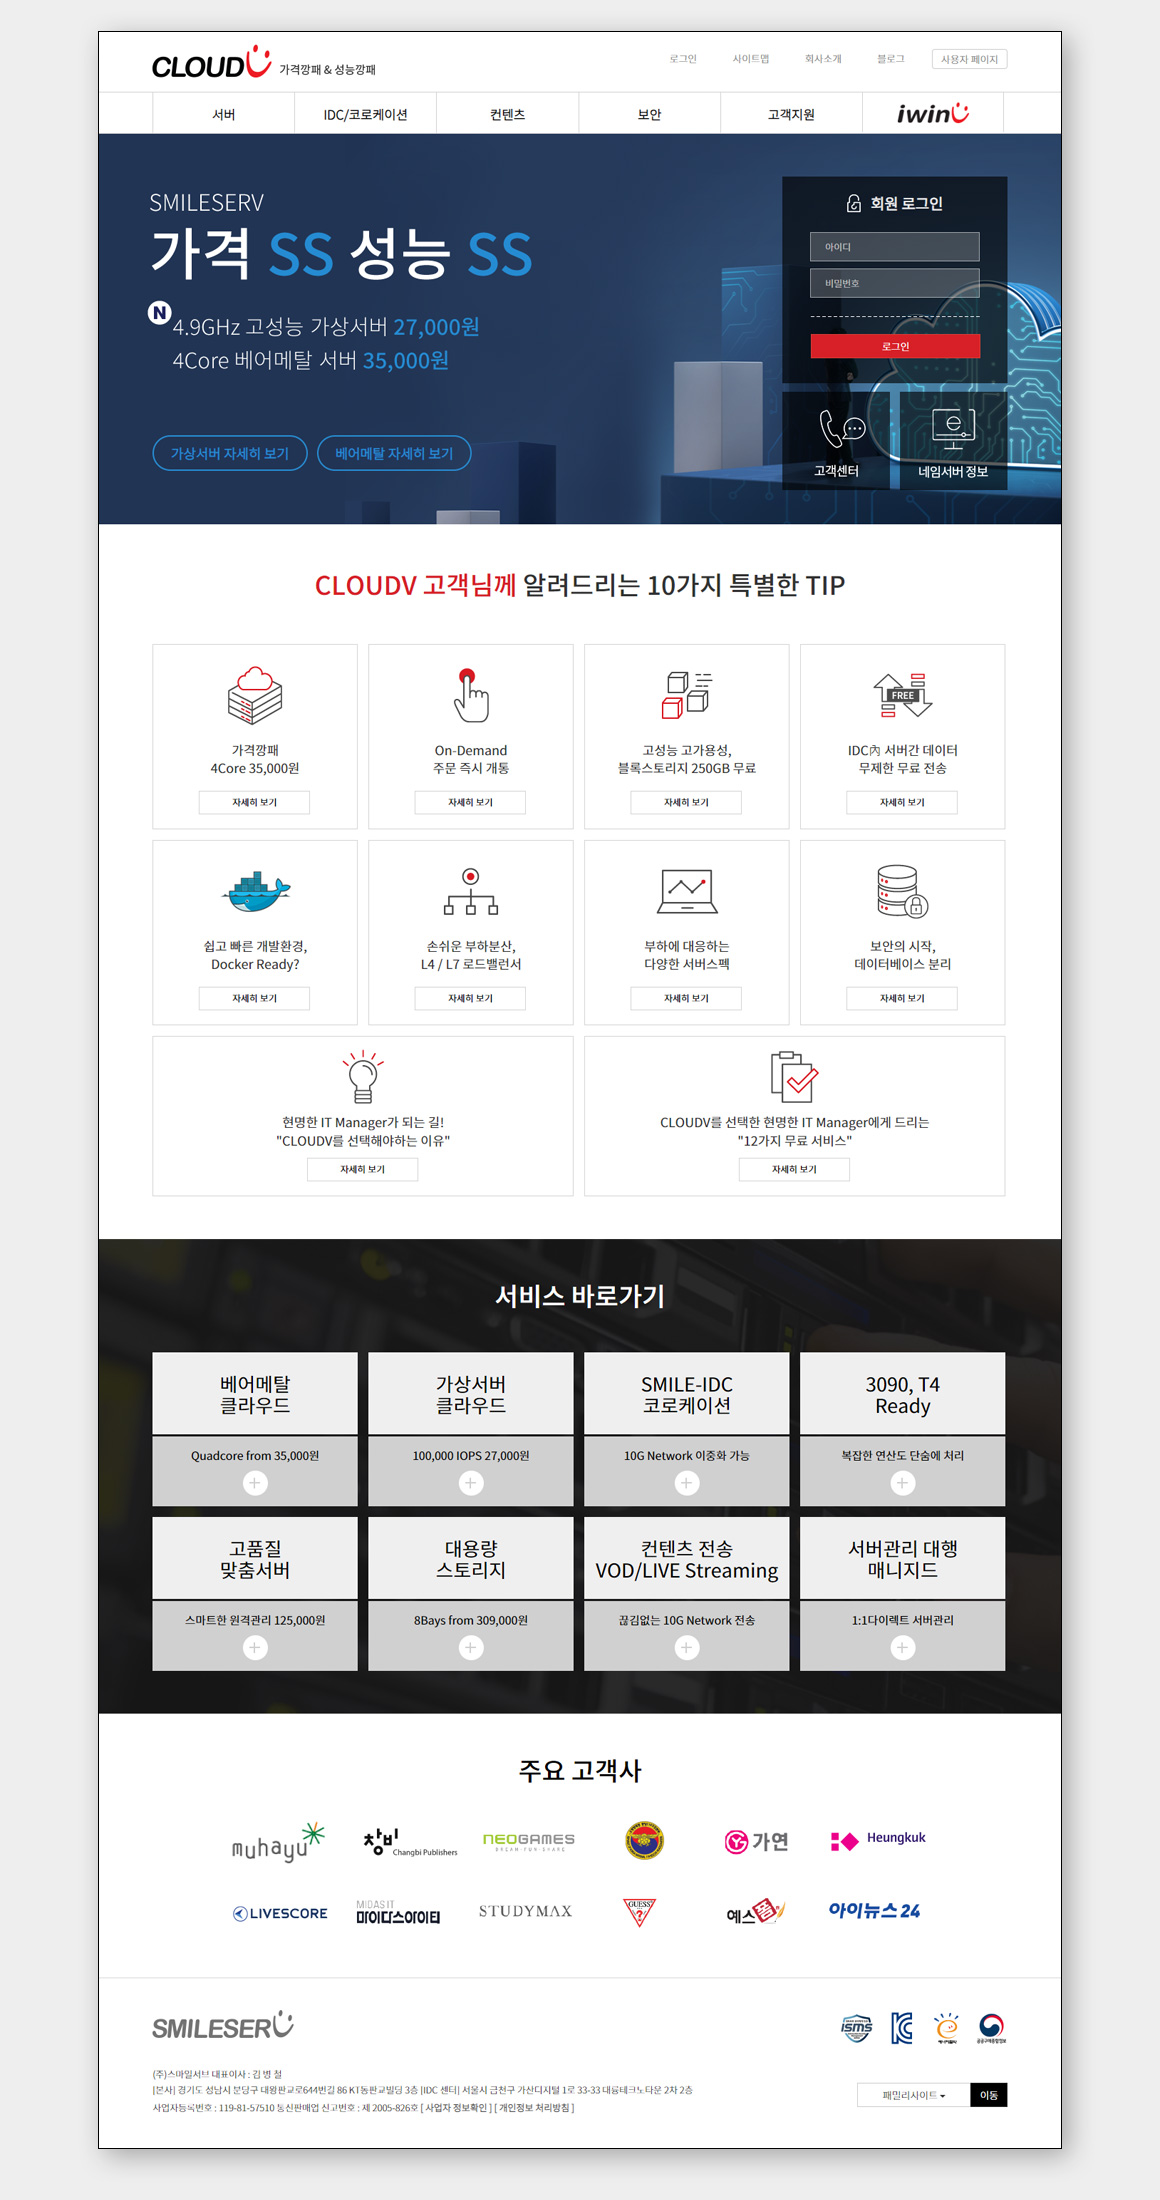 CLOUDV 가격깡패 & 성능깡패
로그인 사이트맵 회사소개 블로그 사용자 페이지
서버 IDC/코로케이션 컨텐츠 보안 고객지원 iwinV
SMILESERV
가격 SS 성능 SS
N
4.9GHz 고성능 가상서버 27,000원
4Core 베어메탈 서버 35,000원
가상서버 자세히 보기 베어메탈 자세히 보기
회원 로그인
아이디
비밀번호
로그인
고객센터 네임서버 정보
CLOUDV 고객님께 알려드리는 10가지 특별한 TIP
가격깡패
4Core 35,000원
자세히 보기
On-Demand
주문 즉시 개통
자세히 보기
고성능 고가용성,
블록스토리지 250GB 무료
자세히 보기
FREE
IDC內 서버간 데이터
무제한 무료 전송
자세히 보기
쉽고 빠른 개발환경,
Docker Ready?
자세히 보기
손쉬운 부하분산,
L4 / L7 로드밸런서
자세히 보기
부하에 대응하는
다양한 서버스펙
자세히 보기
보안의 시작,
데이터베이스 분리
자세히 보기
현명한 IT Manager가 되는 길!
"CLOUDV를 선택해야하는 이유"
자세히 보기
CLOUDV를 선택한 현명한 IT Manager에게 드리는
"12가지 무료 서비스"
자세히 보기
서비스 바로가기
베어메탈
클라우드
Quadcore from 35,000원
가상서버
클라우드
100,000 IOPS 27,000원
SMILE-IDC
코로케이션
10G Network 이중화 가능
3090, T4
Ready
복잡한 연산도 단숨에 처리
고품질
맞춤서버
스마트한 원격관리 125,000원
대용량
스토리지
8Bays from 309,000원
컨텐츠 전송
VOD/LIVE Streaming
끊김없는 10G Network 전송
서버관리 대행
매니지드
1:1다이렉트 서버관리
주요 고객사
muhayu
창비 Changbi Publishers
NEOGAMES
DREAM·FUN·SHARE
가연
Heungkuk
LIVESCORE
MIDAS IT
마이다스아이티
STUDYMAX
GUESS
?
예스폼
아이뉴스24
SMILESERV
ISMS
(주)스마일서브 대표이사 : 김 병 철
[본사] 경기도 성남시 분당구 대왕판교로644번길 86 KT동판교빌딩 3층 [IDC 센터] 서울시 금천구 가산디지털 1로 33-33 대륭테크노타운 2차 2층
사업자등록번호 : 119-81-57510 통신판매업 신고번호 : 제 2005-826호 [ 사업자 정보확인 ] [ 개인정보 처리방침 ]
패밀리사이트 이동